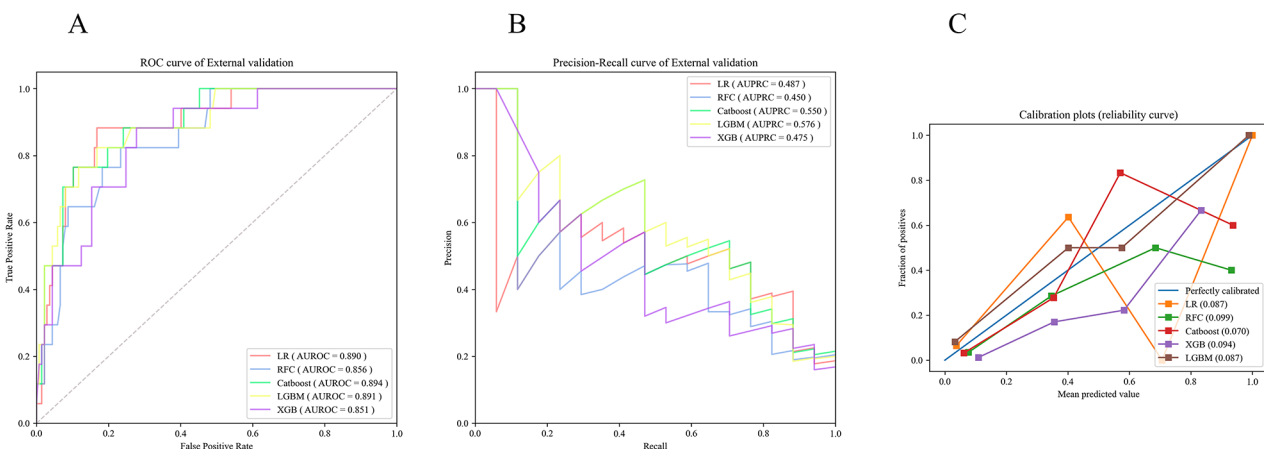 A
B
C
ROC curve of External validation
1.0
0.8
0.6
0.4
0.2
0.0
True Positive Rate
0.0 0.2 0.4 0.6 0.8 1.0
False Positive Rate
LR ( AUROC = 0.890 )
RFC ( AUROC = 0.856 )
Catboost ( AUROC = 0.894 )
LGBM ( AUROC = 0.891 )
XGB ( AUROC = 0.851 )
Precision-Recall curve of External validation
1.0
0.8
0.6
0.4
0.2
0.0
Precision
0.0 0.2 0.4 0.6 0.8 1.0
Recall
LR ( AUPRC = 0.487 )
RFC ( AUPRC = 0.450 )
Catboost ( AUPRC = 0.550 )
LGBM ( AUPRC = 0.576 )
XGB ( AUPRC = 0.475 )
Calibration plots (reliability curve)
1.0
0.8
0.6
0.4
0.2
0.0
Fraction of positives
0.0 0.2 0.4 0.6 0.8 1.0
Mean predicted value
Perfectly calibrated
LR (0.087)
RFC (0.099)
Catboost (0.070)
XGB (0.094)
LGBM (0.087)